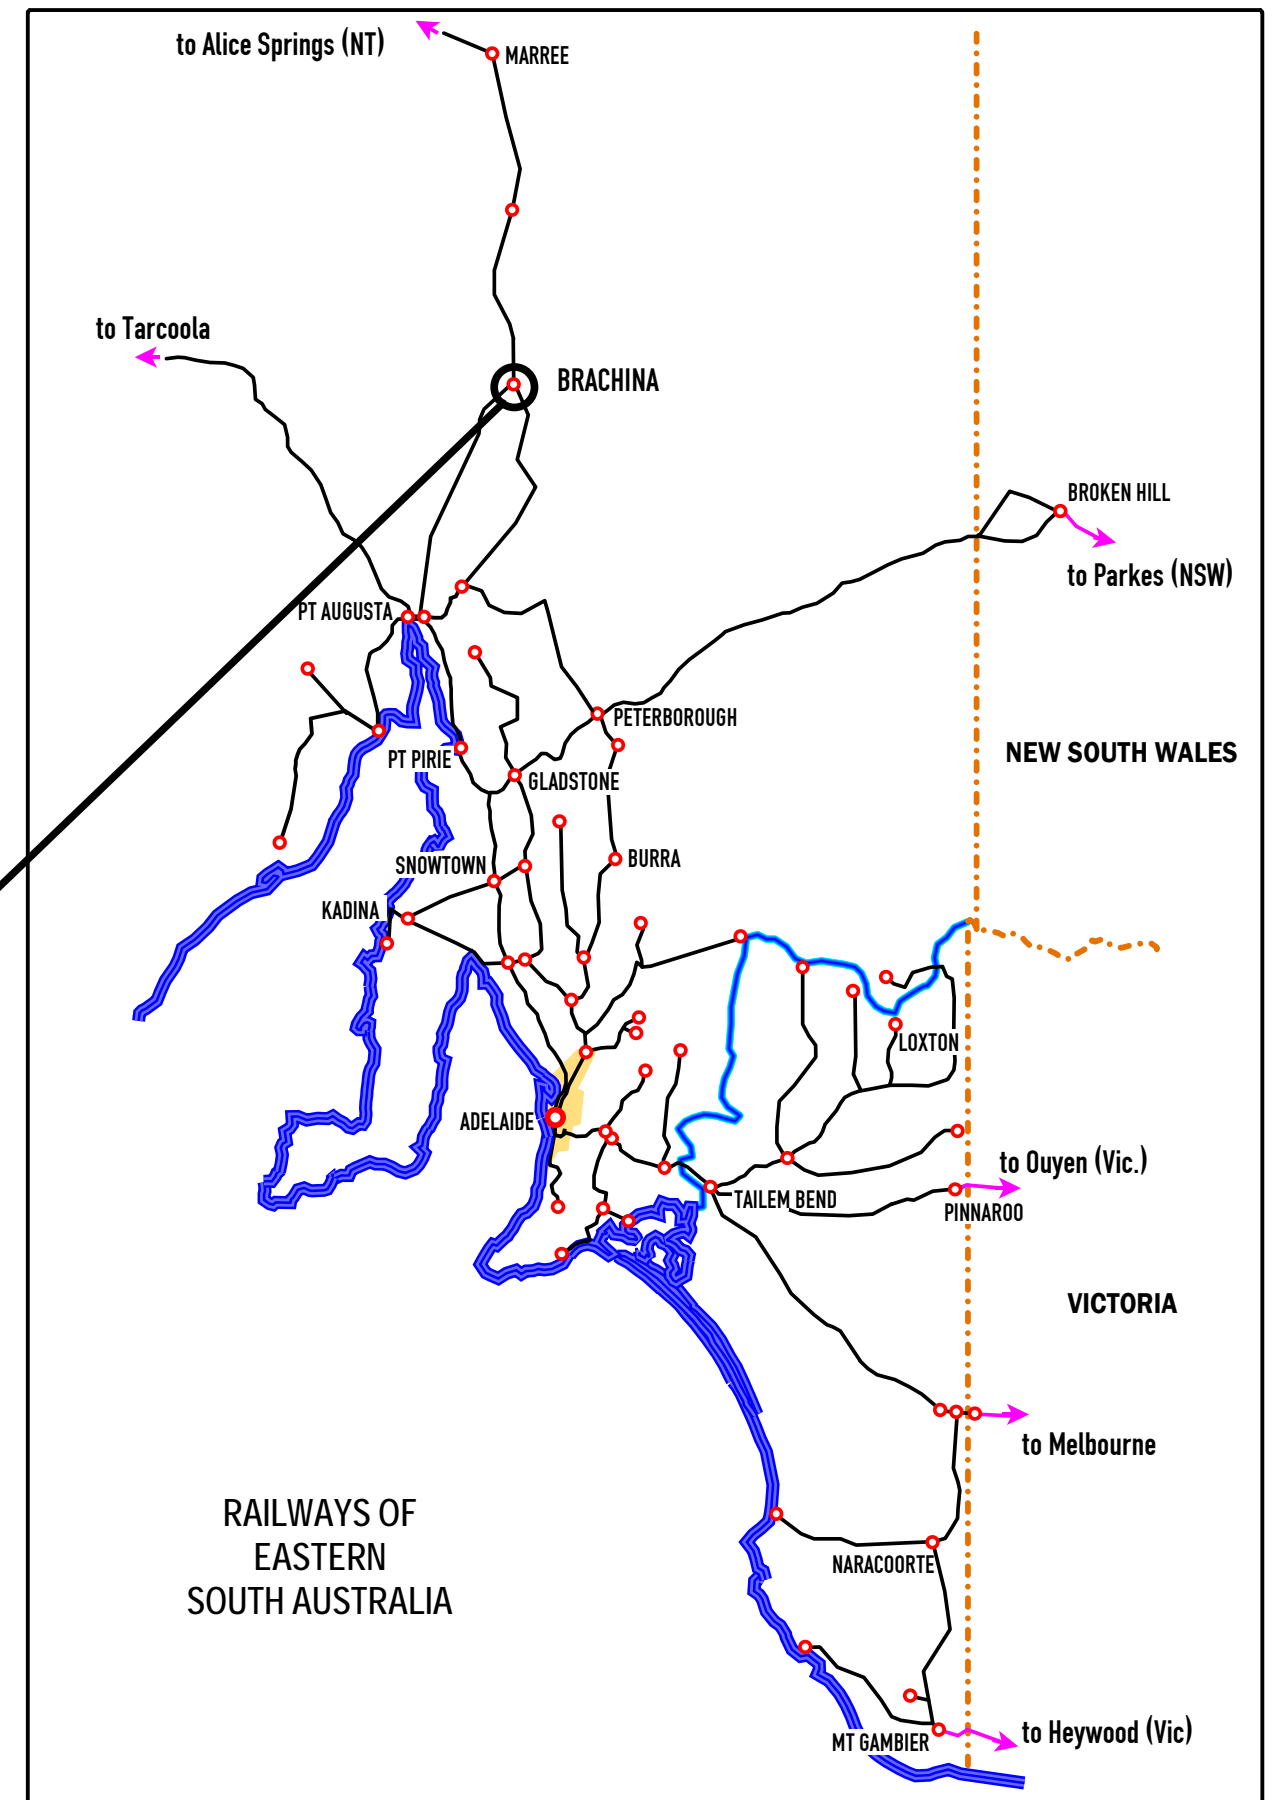 to Alice Springs (NT)
MARREE
to Tarcoola
BRACHINA
BROKEN HILL
to Parkes (NSW)
PT AUGUSTA
PETERBOROUGH
NEW SOUTH WALES
PT PIRIE
GLADSTONE
SNOWTOWN
BURRA
KADINA
LOXTON
ADELAIDE
to Ouyen (Vic.)
TAILEM BEND
PINNAROO
VICTORIA
to Melbourne
RAILWAYS OF
EASTERN
SOUTH AUSTRALIA
NARACOORTE
MT GAMBIER
to Heywood (Vic)